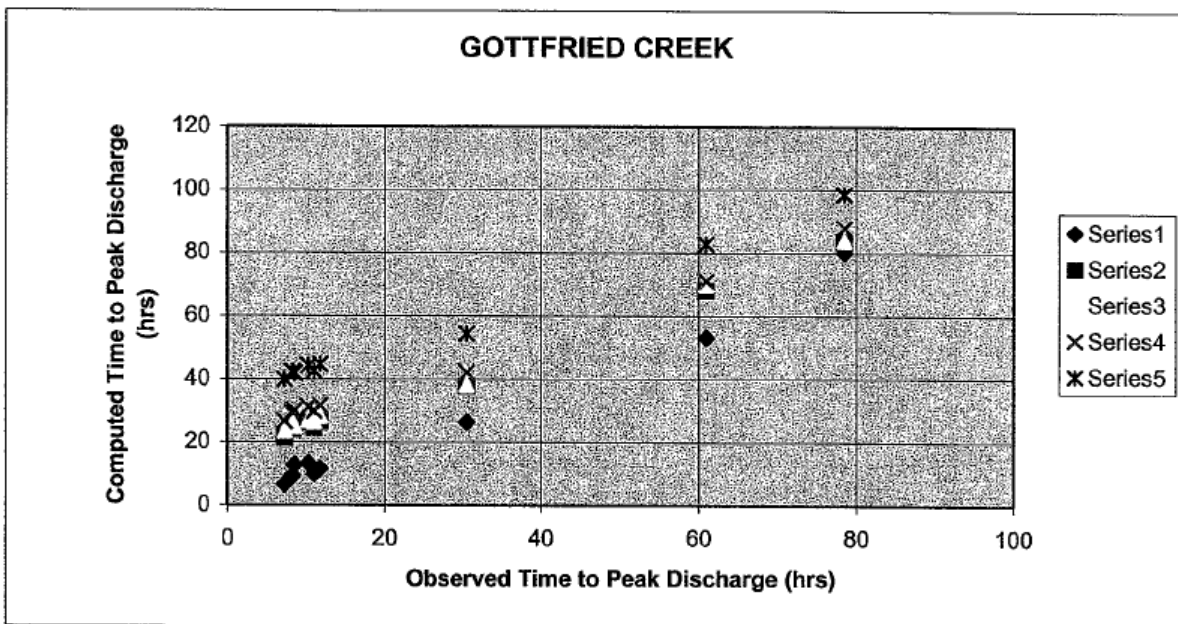 GOTTFRIED CREEK
Computed Time to Peak Discharge
(hrs)
120
100
80
60
40
20
0
0 20 40 60 80 100
Observed Time to Peak Discharge (hrs)
Series1
Series2
Series3
Series4
Series5